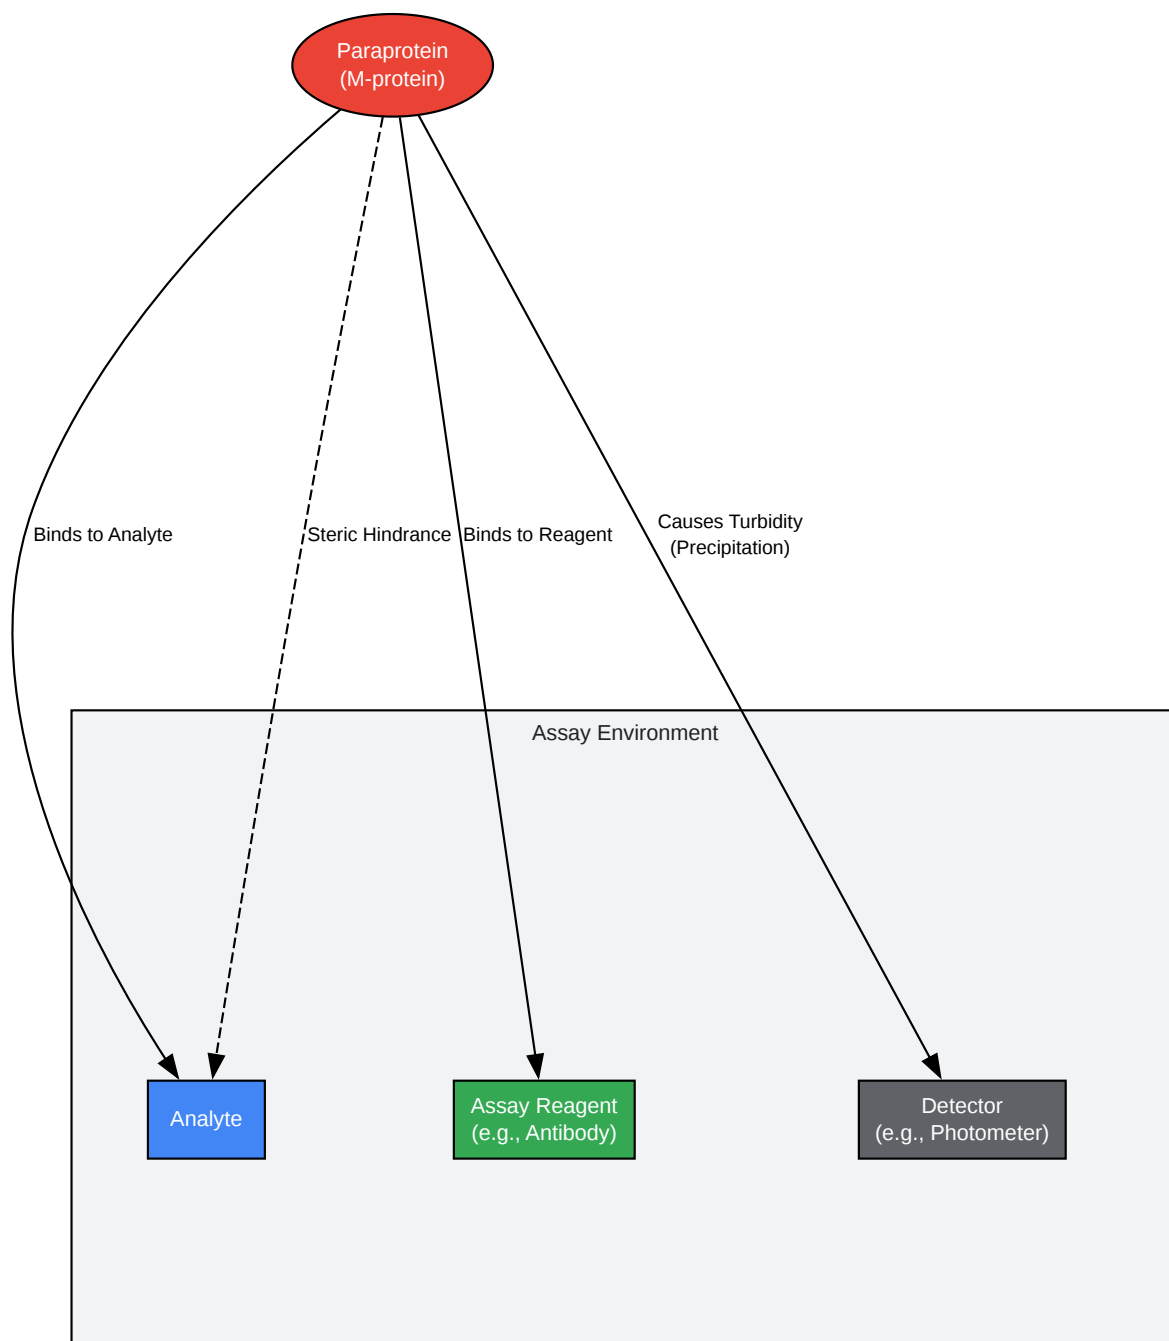 Paraprotein
(M-protein)
Causes Turbidity
(Precipitation)
Binds to Analyte
Steric Hindrance
Binds to Reagent
Assay Environment
Analyte
Assay Reagent
(e.g., Antibody)
Detector
(e.g., Photometer)